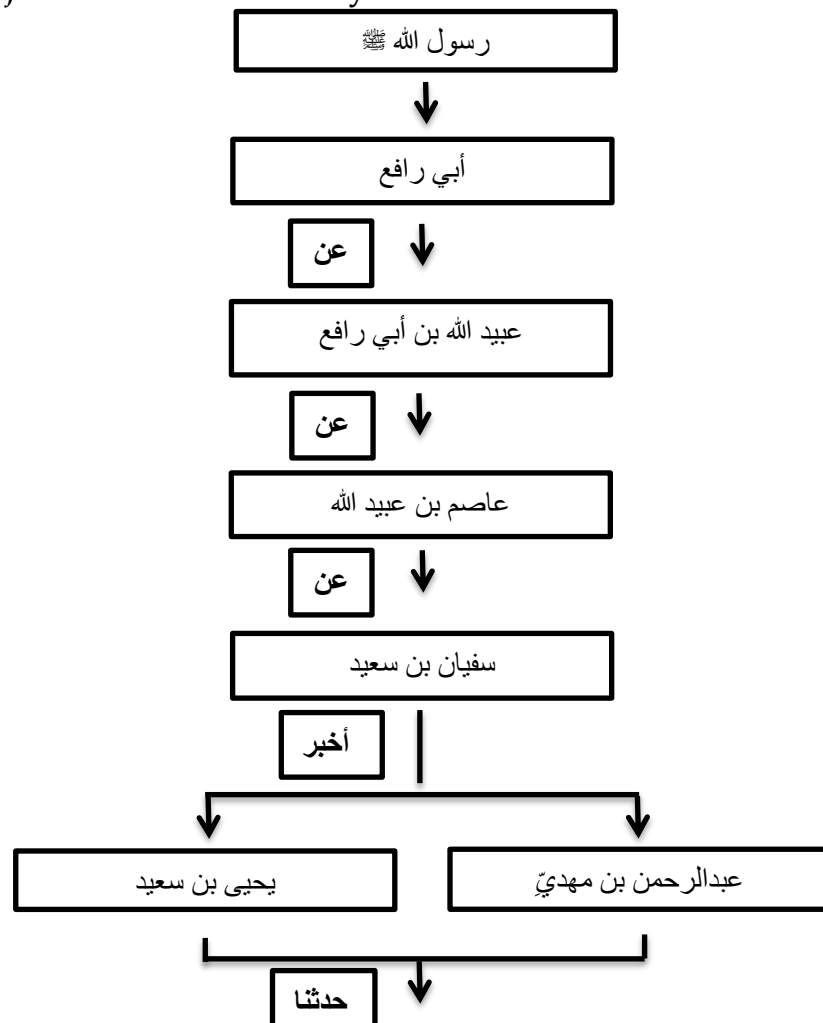 رسول الله ﷺ
أبي رافع
عن
عبيد الله بن أبي رافع
عن
عاصم بن عبيد الله
عن
سفيان بن سعيد
أخبر
عبدالرحمن بن مهديِّ
يحيى بن سعيد
حدثنا